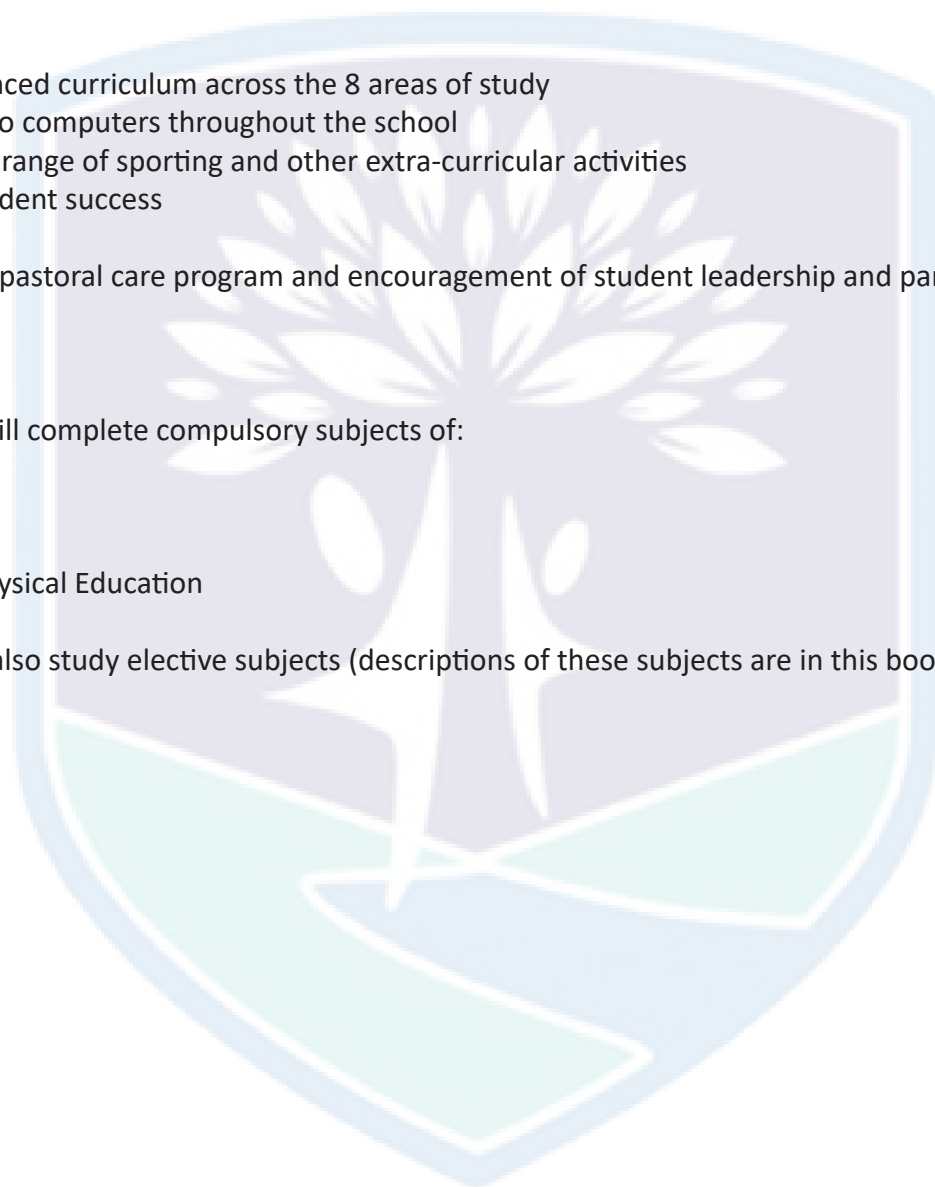 nced curriculum across the 8 areas of study
o computers throughout the school
range of sporting and other extra-curricular activities
dent success
pastoral care program and encouragement of student leadership and par
ill complete compulsory subjects of:
ysical Education
also study elective subjects (descriptions of these subjects are in this boo